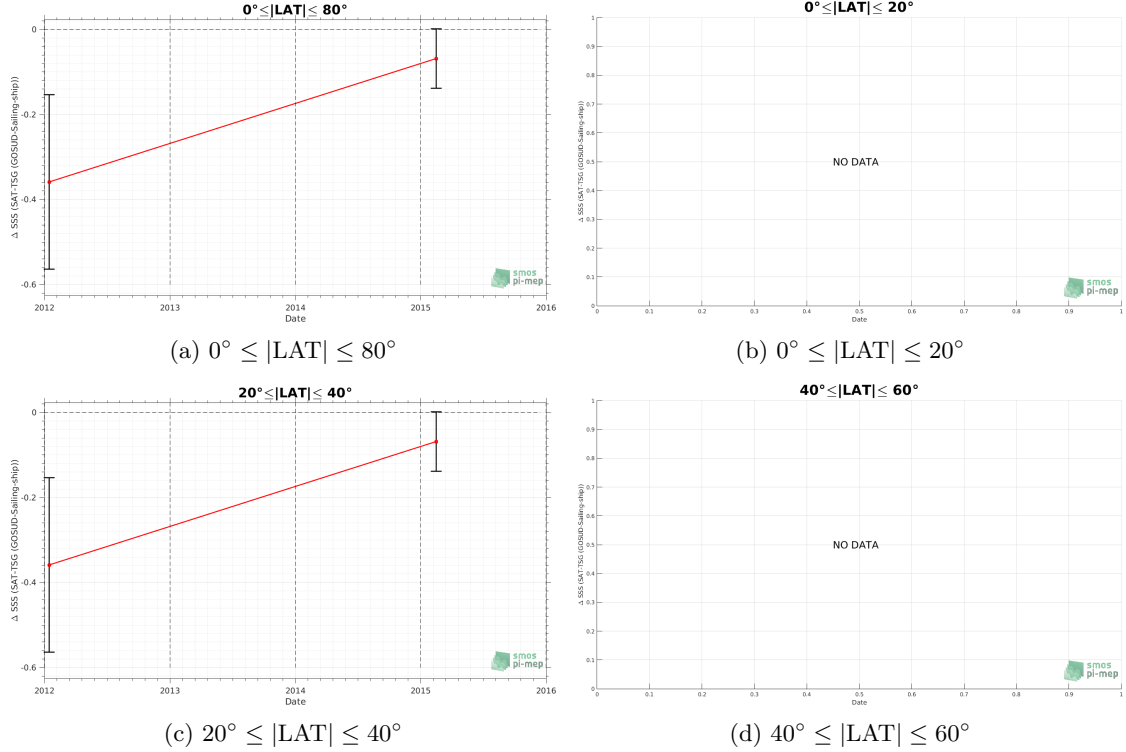 0°≤|LAT|≤ 80°
0
-0.2
-0.4
-0.6
Δ SSS (SAT-TSG (GOSUD-Sailing-ship))
2012 2013 2014 2015 2016
Date
smos
pi-mep
(a) 0° ≤ |LAT| ≤ 80°
0°≤|LAT|≤ 20°
1
0.9
0.8
0.7
0.6
0.5
0.4
0.3
0.2
0.1
0
Δ SSS (SAT-TSG (GOSUD-Sailing-ship))
NO DATA
0 0.1 0.2 0.3 0.4 0.5 0.6 0.7 0.8 0.9 1
Date
smos
pi-mep
(b) 0° ≤ |LAT| ≤ 20°
20°≤|LAT|≤ 40°
0
-0.2
-0.4
-0.6
Δ SSS (SAT-TSG (GOSUD-Sailing-ship))
2012 2013 2014 2015 2016
Date
smos
pi-mep
(c) 20° ≤ |LAT| ≤ 40°
40°≤|LAT|≤ 60°
1
0.9
0.8
0.7
0.6
0.5
0.4
0.3
0.2
0.1
0
Δ SSS (SAT-TSG (GOSUD-Sailing-ship))
NO DATA
0 0.1 0.2 0.3 0.4 0.5 0.6 0.7 0.8 0.9 1
Date
smos
pi-mep
(d) 40° ≤ |LAT| ≤ 60°